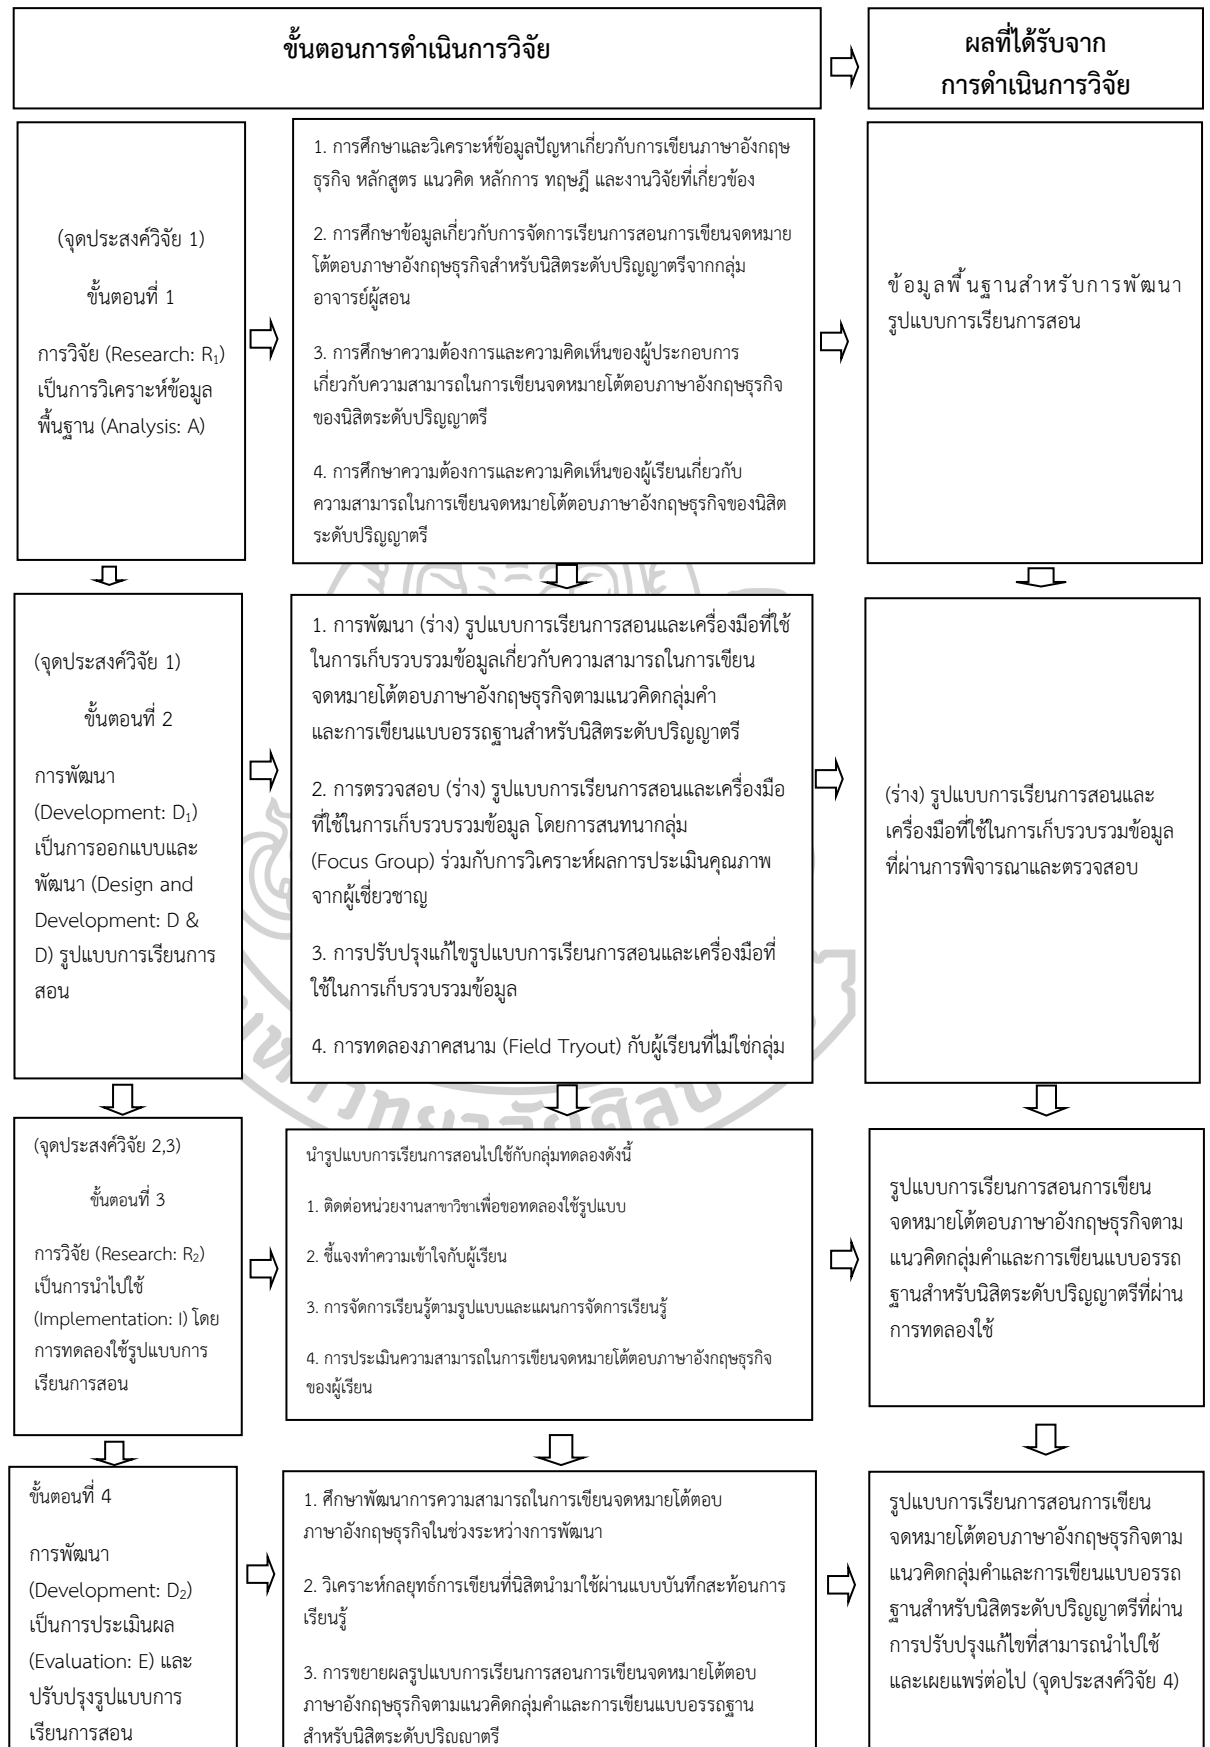 ขั้นตอนการดำเนินการวิจัย
ผลที่ได้รับจาก
การดำเนินการวิจัย
(จุดประสงค์วิจัย 1)
ขั้นตอนที่ 1
การวิจัย (Research: R1)
เป็นการวิเคราะห์ข้อมูล
พื้นฐาน (Analysis: A)
1. การศึกษาและวิเคราะห์ข้อมูลปัญหาเกี่ยวกับการเขียนภาษาอังกฤษ
ธุรกิจ หลักสูตร แนวคิด หลักการ ทฤษฎี และงานวิจัยที่เกี่ยวข้อง
2. การศึกษาข้อมูลเกี่ยวกับการจัดการเรียนการสอนการเขียนจดหมาย
โต้ตอบภาษาอังกฤษธุรกิจสำหรับนิสิตระดับปริญญาตรีจากกลุ่ม
อาจารย์ผู้สอน
3. การศึกษาความต้องการและความคิดเห็นของผู้ประกอบการ
เกี่ยวกับความสามารถในการเขียนจดหมายโต้ตอบภาษาอังกฤษธุรกิจ
ของนิสิตระดับปริญญาตรี
4. การศึกษาความต้องการและความคิดเห็นของผู้เรียนเกี่ยวกับ
ความสามารถในการเขียนจดหมายโต้ตอบภาษาอังกฤษธุรกิจของนิสิต
ระดับปริญญาตรี
ข้อมูลพื้นฐานสำหรับการพัฒนา
รูปแบบการเรียนการสอน
(จุดประสงค์วิจัย 1)
ขั้นตอนที่ 2
การพัฒนา
(Development: D1)
เป็นการออกแบบและ
พัฒนา (Design and
Development: D &
D) รูปแบบการเรียนการ
สอน
1. การพัฒนา (ร่าง) รูปแบบการเรียนการสอนและเครื่องมือที่ใช้
ในการเก็บรวบรวมข้อมูลเกี่ยวกับความสามารถในการเขียน
จดหมายโต้ตอบภาษาอังกฤษธุรกิจตามแนวคิดกลุ่มคำ
และการเขียนแบบอรรถฐานสำหรับนิสิตระดับปริญญาตรี
2. การตรวจสอบ (ร่าง) รูปแบบการเรียนการสอนและเครื่องมือ
ที่ใช้ในการเก็บรวบรวมข้อมูล โดยการสนทนากลุ่ม
(Focus Group) ร่วมกับการวิเคราะห์ผลการประเมินคุณภาพ
จากผู้เชี่ยวชาญ
3. การปรับปรุงแก้ไขรูปแบบการเรียนการสอนและเครื่องมือที่
ใช้ในการเก็บรวบรวมข้อมูล
4. การทดลองภาคสนาม (Field Tryout) กับผู้เรียนที่ไม่ใช่กลุ่ม
(ร่าง) รูปแบบการเรียนการสอนและ
เครื่องมือที่ใช้ในการเก็บรวบรวมข้อมูล
ที่ผ่านการพิจารณาและตรวจสอบ
(จุดประสงค์วิจัย 2,3)
ขั้นตอนที่ 3
การวิจัย (Research: R2)
เป็นการนำไปใช้
(Implementation: I) โดย
การทดลองใช้รูปแบบการ
เรียนการสอน
นำรูปแบบการเรียนการสอนไปใช้กับกลุ่มทดลองดังนี้
1. ติดต่อหน่วยงานสาขาวิชาเพื่อขอทดลองใช้รูปแบบ
2. ชี้แจงทำความเข้าใจกับผู้เรียน
3. การจัดการเรียนรู้ตามรูปแบบและแผนการจัดการเรียนรู้
4. การประเมินความสามารถในการเขียนจดหมายโต้ตอบภาษาอังกฤษธุรกิจ
ของผู้เรียน
รูปแบบการเรียนการสอนการเขียน
จดหมายโต้ตอบภาษาอังกฤษธุรกิจตาม
แนวคิดกลุ่มคำและการเขียนแบบอรรถ
ฐานสำหรับนิสิตระดับปริญญาตรีที่ผ่าน
การทดลองใช้
ขั้นตอนที่ 4
การพัฒนา
(Development: D2)
เป็นการประเมินผล
(Evaluation: E) และ
ปรับปรุงรูปแบบการ
เรียนการสอน
1. ศึกษาพัฒนาการความสามารถในการเขียนจดหมายโต้ตอบ
ภาษาอังกฤษธุรกิจในช่วงระหว่างการพัฒนา
2. วิเคราะห์กลยุทธ์การเขียนที่นิสิตนำมาใช้ผ่านแบบบันทึกสะท้อนการ
เรียนรู้
3. การขยายผลรูปแบบการเรียนการสอนการเขียนจดหมายโต้ตอบ
ภาษาอังกฤษธุรกิจตามแนวคิดกลุ่มคำและการเขียนแบบอรรถฐาน
สำหรับนิสิตระดับปริญญาตรี
รูปแบบการเรียนการสอนการเขียน
จดหมายโต้ตอบภาษาอังกฤษธุรกิจตาม
แนวคิดกลุ่มคำและการเขียนแบบอรรถ
ฐานสำหรับนิสิตระดับปริญญาตรีที่ผ่าน
การปรับปรุงแก้ไขที่สามารถนำไปใช้
และเผยแพร่ต่อไป (จุดประสงค์วิจัย 4)